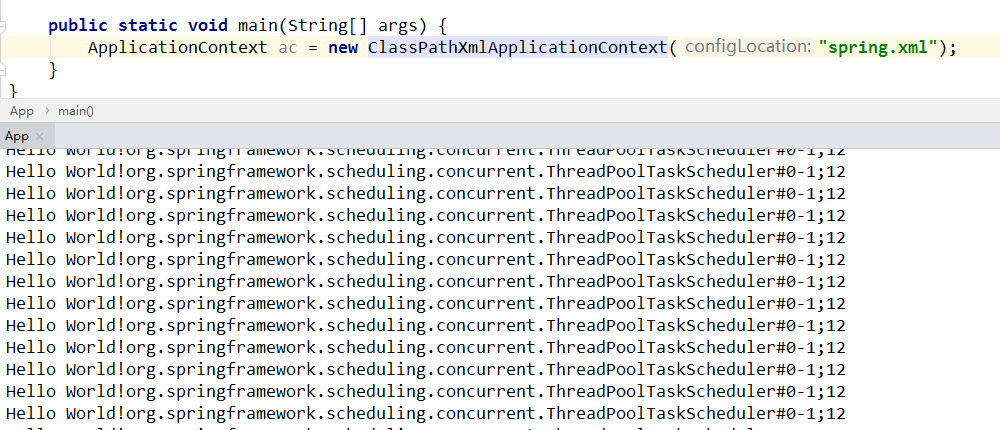 public static void main(String[] args) {
ApplicationContext ac = new ClassPathXmlApplicationContext( configLocation: "spring.xml");
}
}
App > main()
App ×
Hello World!org.springframework.scheduling.concurrent.ThreadPoolTaskScheduler#0-1;12
Hello World!org.springframework.scheduling.concurrent.ThreadPoolTaskScheduler#0-1;12
Hello World!org.springframework.scheduling.concurrent.ThreadPoolTaskScheduler#0-1;12
Hello World!org.springframework.scheduling.concurrent.ThreadPoolTaskScheduler#0-1;12
Hello World!org.springframework.scheduling.concurrent.ThreadPoolTaskScheduler#0-1;12
Hello World!org.springframework.scheduling.concurrent.ThreadPoolTaskScheduler#0-1;12
Hello World!org.springframework.scheduling.concurrent.ThreadPoolTaskScheduler#0-1;12
Hello World!org.springframework.scheduling.concurrent.ThreadPoolTaskScheduler#0-1;12
Hello World!org.springframework.scheduling.concurrent.ThreadPoolTaskScheduler#0-1;12
Hello World!org.springframework.scheduling.concurrent.ThreadPoolTaskScheduler#0-1;12
Hello World!org.springframework.scheduling.concurrent.ThreadPoolTaskScheduler#0-1;12
Hello World!org.springframework.scheduling.concurrent.ThreadPoolTaskScheduler#0-1;12
Hello World!org.springframework.scheduling.concurrent.ThreadPoolTaskScheduler#0-1;12